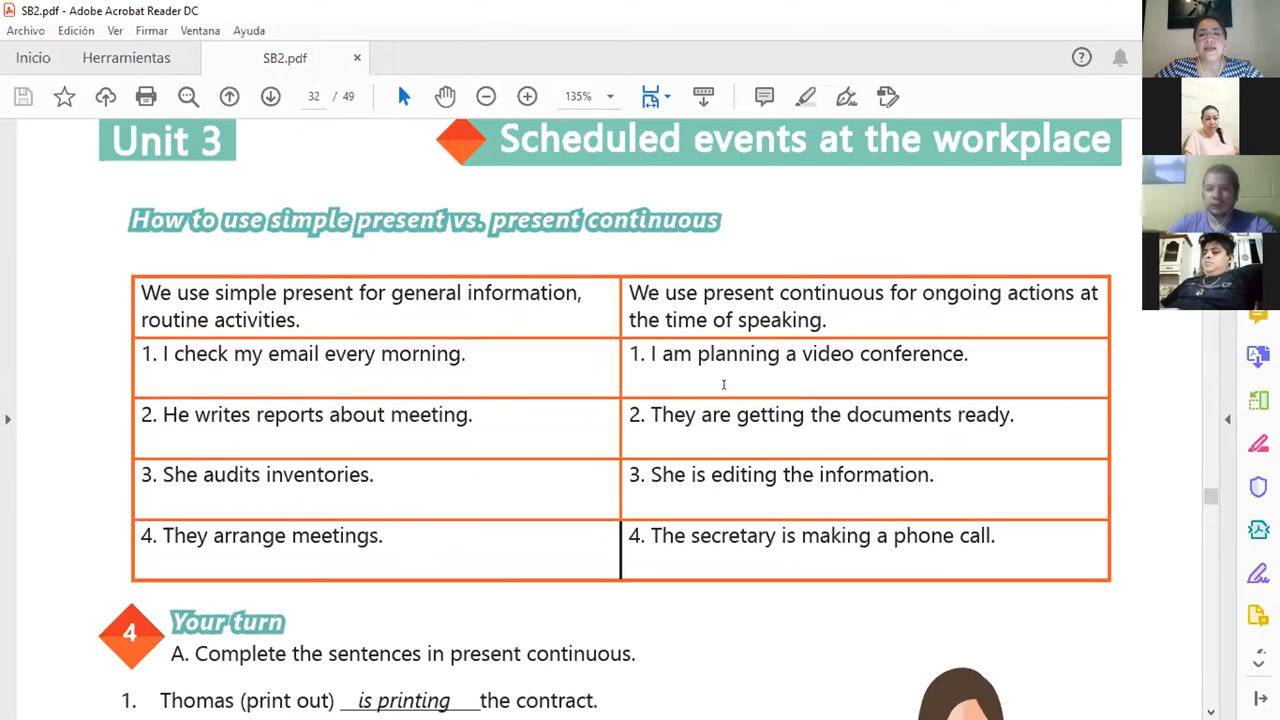 SB2.pdf - Adobe Acrobat Reader DC
Archivo Edición Ver Firmar Ventana Ayuda
Inicio Herramientas SB2.pdf ×
32 / 49 135%
Unit 3 Scheduled events at the workplace
How to use simple present vs. present continuous
We use simple present for general information,
routine activities.
We use present continuous for ongoing actions at
the time of speaking.
1. I check my email every morning. 1. I am planning a video conference.
2. He writes reports about meeting. 2. They are getting the documents ready.
3. She audits inventories. 3. She is editing the information.
4. They arrange meetings. 4. The secretary is making a phone call.
4 Your turn
A. Complete the sentences in present continuous.
1. Thomas (print out) __is printing___the contract.